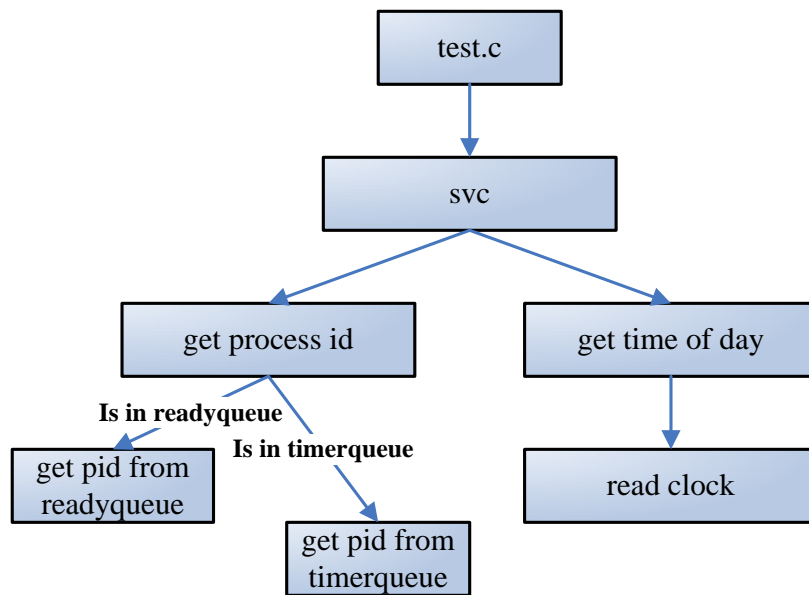 test.c
svc
get process id
get time of day
Is in readyqueue
Is in timerqueue
get pid from
readyqueue
read clock
get pid from
timerqueue